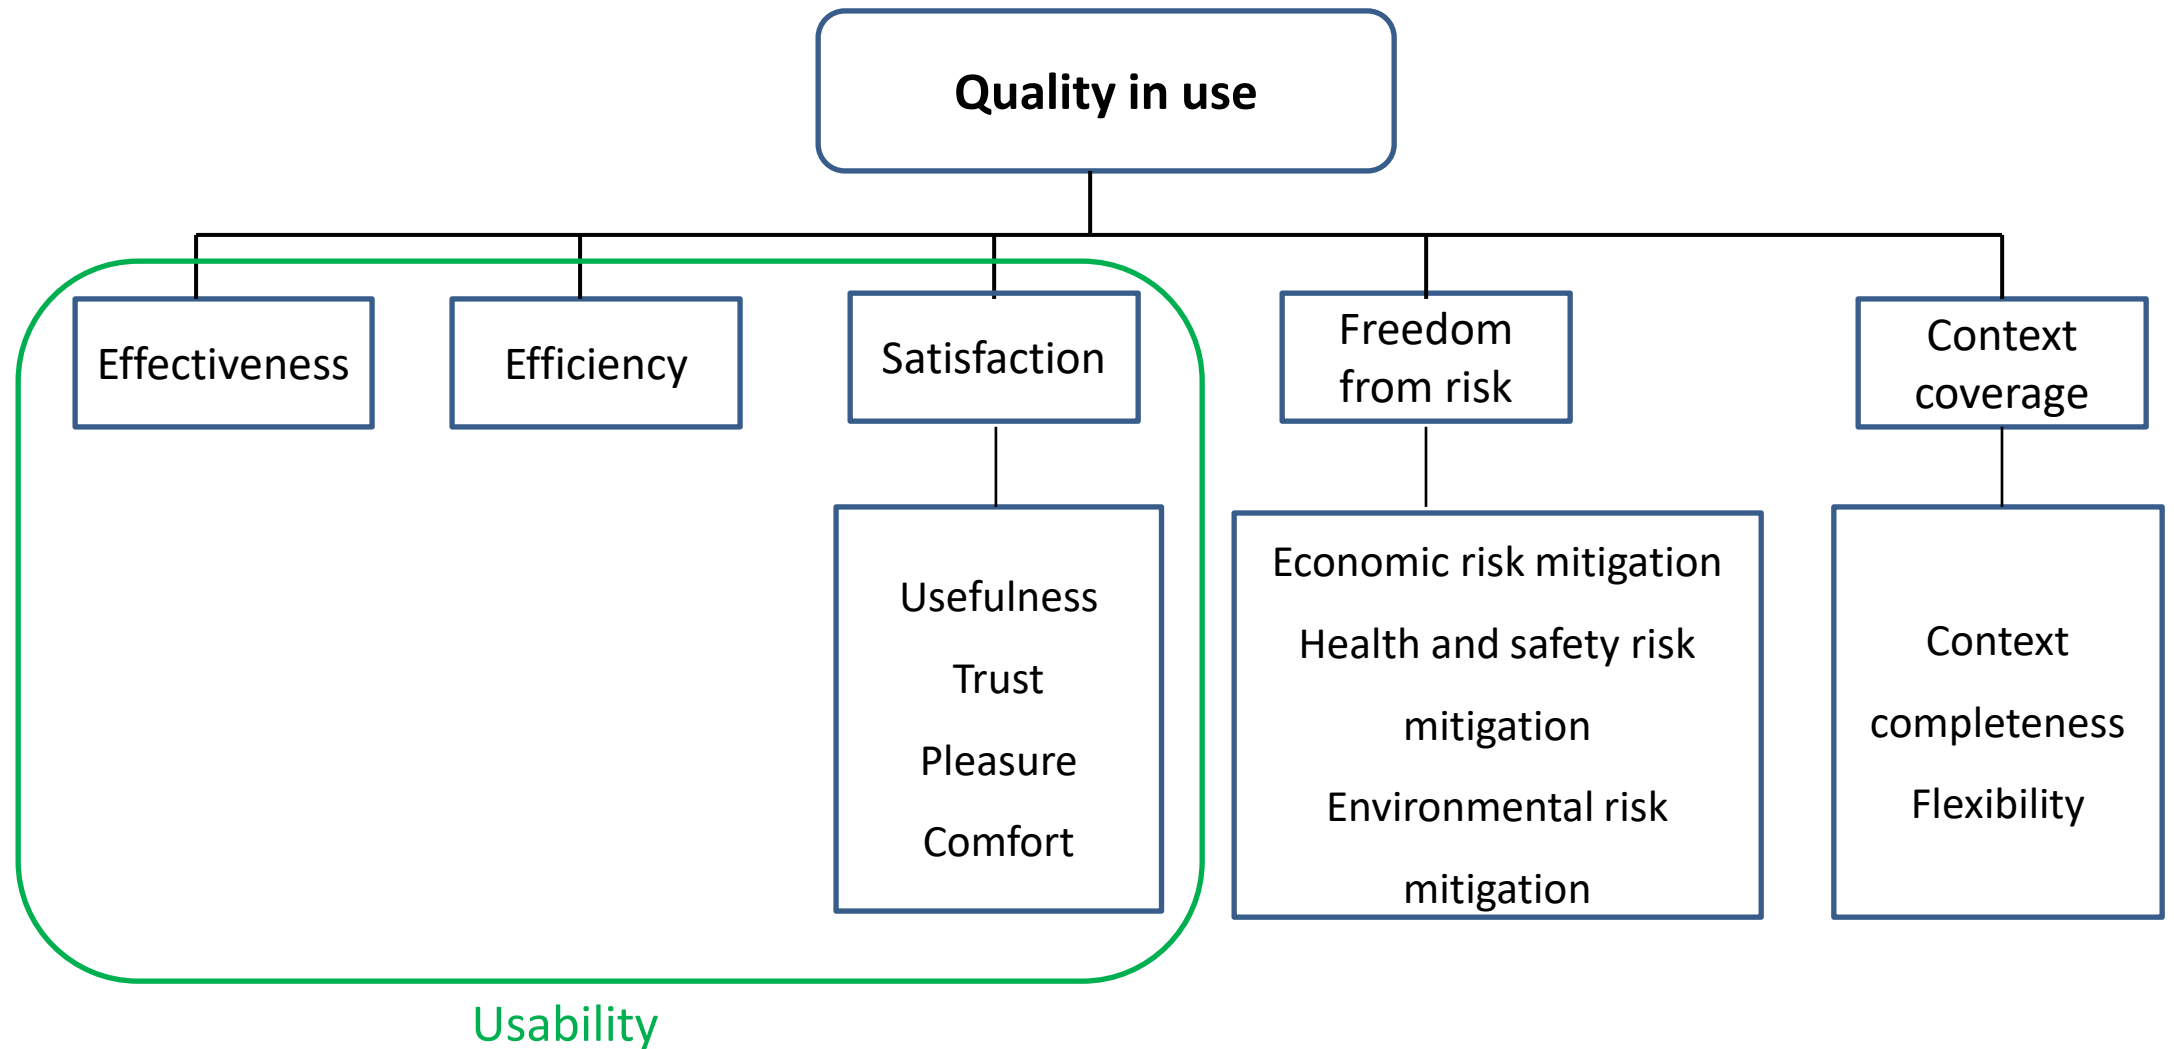 Quality in use
Effectiveness
Efficiency
Satisfaction
Freedom
from risk
Context
coverage
Usefulness
Trust
Pleasure
Comfort
Economic risk mitigation
Health and safety risk
mitigation
Environmental risk
mitigation
Context
completeness
Flexibility
Usability